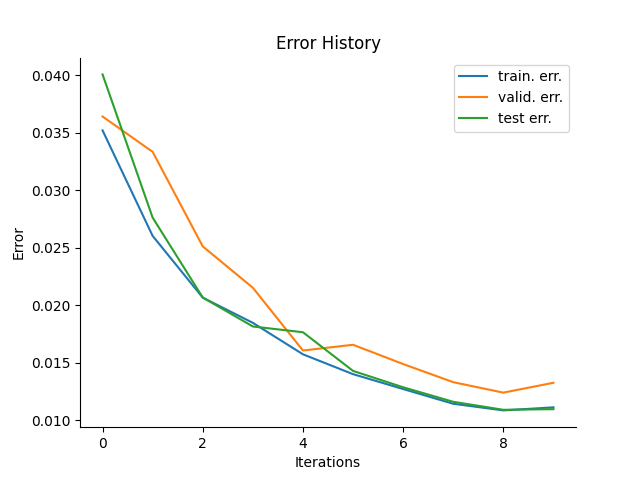 Error History
train. err.
valid. err.
test err.
0.040
0.035
0.030
0.025
0.020
0.015
0.010
Error
0
2
4
6
8
Iterations